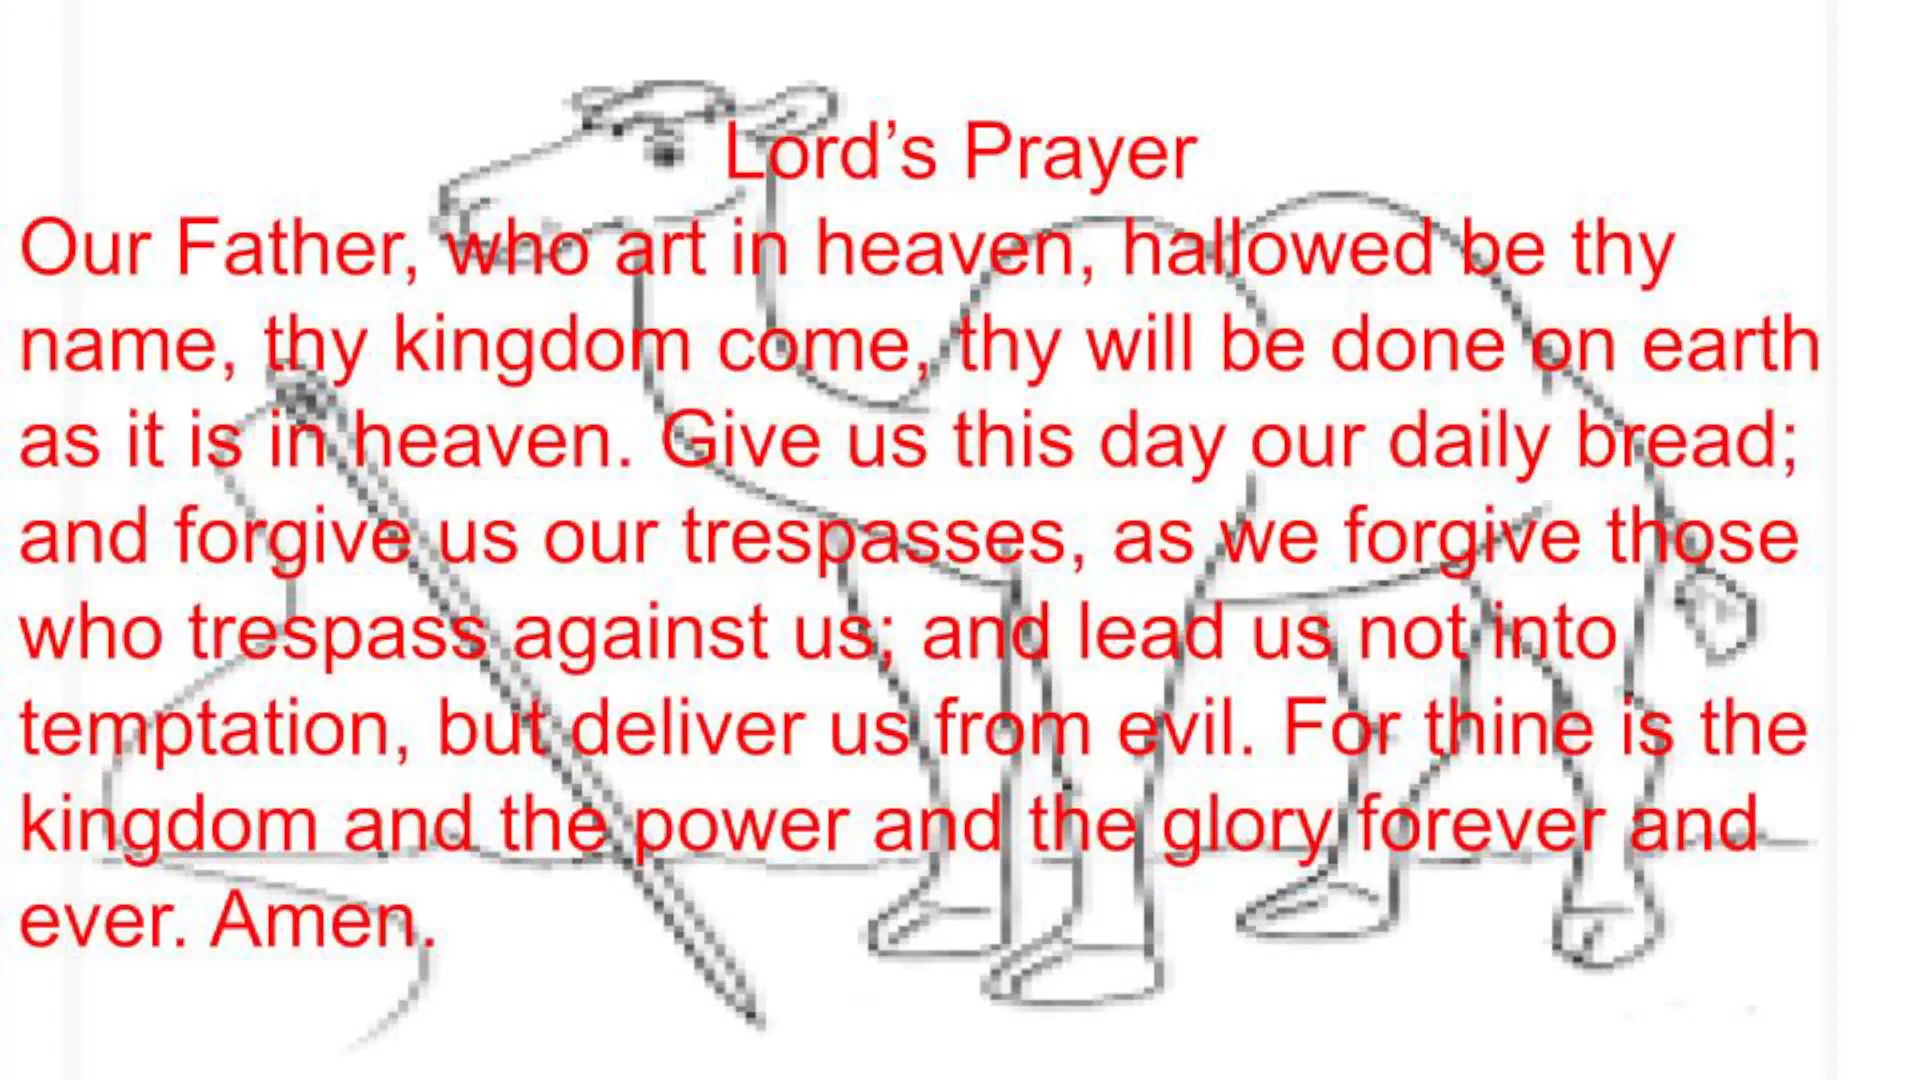 Lord’s Prayer
Our Father, who art in heaven, hallowed be thy
name, thy kingdom come, thy will be done on earth
as it is in heaven. Give us this day our daily bread;
and forgive us our trespasses, as we forgive those
who trespass against us; and lead us not into
temptation, but deliver us from evil. For thine is the
kingdom and the power and the glory forever and
ever. Amen.